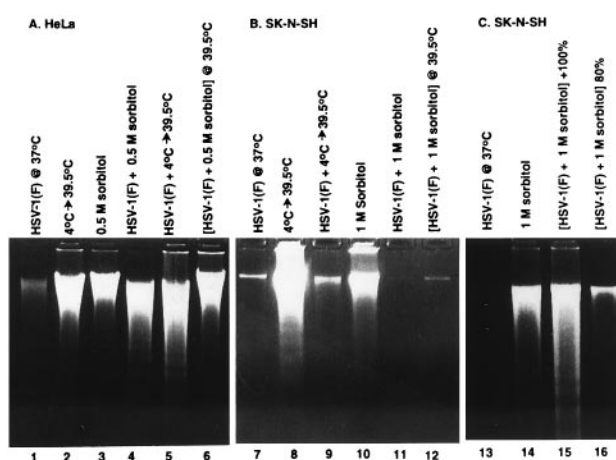 A. HeLa
HSV-1(F) @ 37°C
4°C→39.5°C
0.5 M sorbitol
HSV-1(F) + 0.5 M sorbitol
HSV-1(F) + 4°C→39.5°C
[HSV-1(F) + 0.5 M sorbitol] @ 39.5°C
1 2 3 4 5 6
B. SK-N-SH
HSV-1(F) @ 37°C
4°C→39.5°C
HSV-1(F) + 4°C→39.5°C
1 M Sorbitol
HSV-1(F) + 1 M sorbitol
[HSV-1(F) + 1 M sorbitol] @ 39.5°C
7 8 9 10 11 12
C. SK-N-SH
HSV-1(F) @ 37°C
1 M sorbitol
[HSV-1(F) + 1 M sorbitol] +100%
[HSV-1(F) + 1 M sorbitol] 80%
13 14 15 16